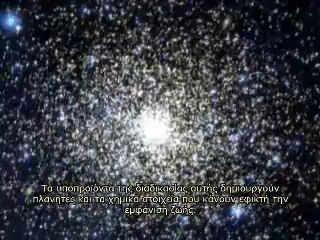 Τα υποπροϊόντα της διαδικασίας αυτής δημιουργούν
πλανήτες και τα χημικά στοιχεία που κάνουν εφικτή την
εμφάνιση ζωής.